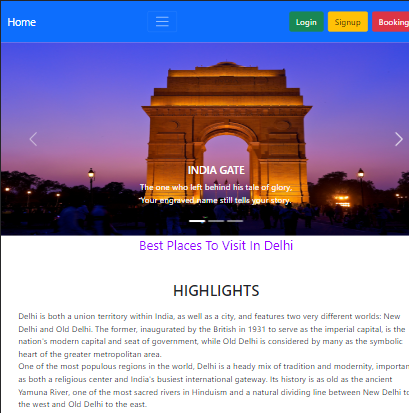 Home
Login
Signup
Booking
INDIA GATE
The one who left behind his tale of glory,
"Your engraved name still tells your story.
Best Places To Visit In Delhi
HIGHLIGHTS
Delhi is both a union territory within India, as well as a city, and features two very different worlds: New
Delhi and Old Delhi. The former, inaugurated by the British in 1931 to serve as the imperial capital, is the
nation's modern capital and seat of government, while Old Delhi is considered by many as the symbolic
heart of the greater metropolitan area.
One of the most populous regions in the world, Delhi is a heady mix of tradition and modernity, importan
as both a religious center and India's busiest international gateway. Its history is as old as the ancient
Yamuna River, one of the most sacred rivers in Hinduism and a natural dividing line between New Delhi to
the west and Old Delhi to the east.